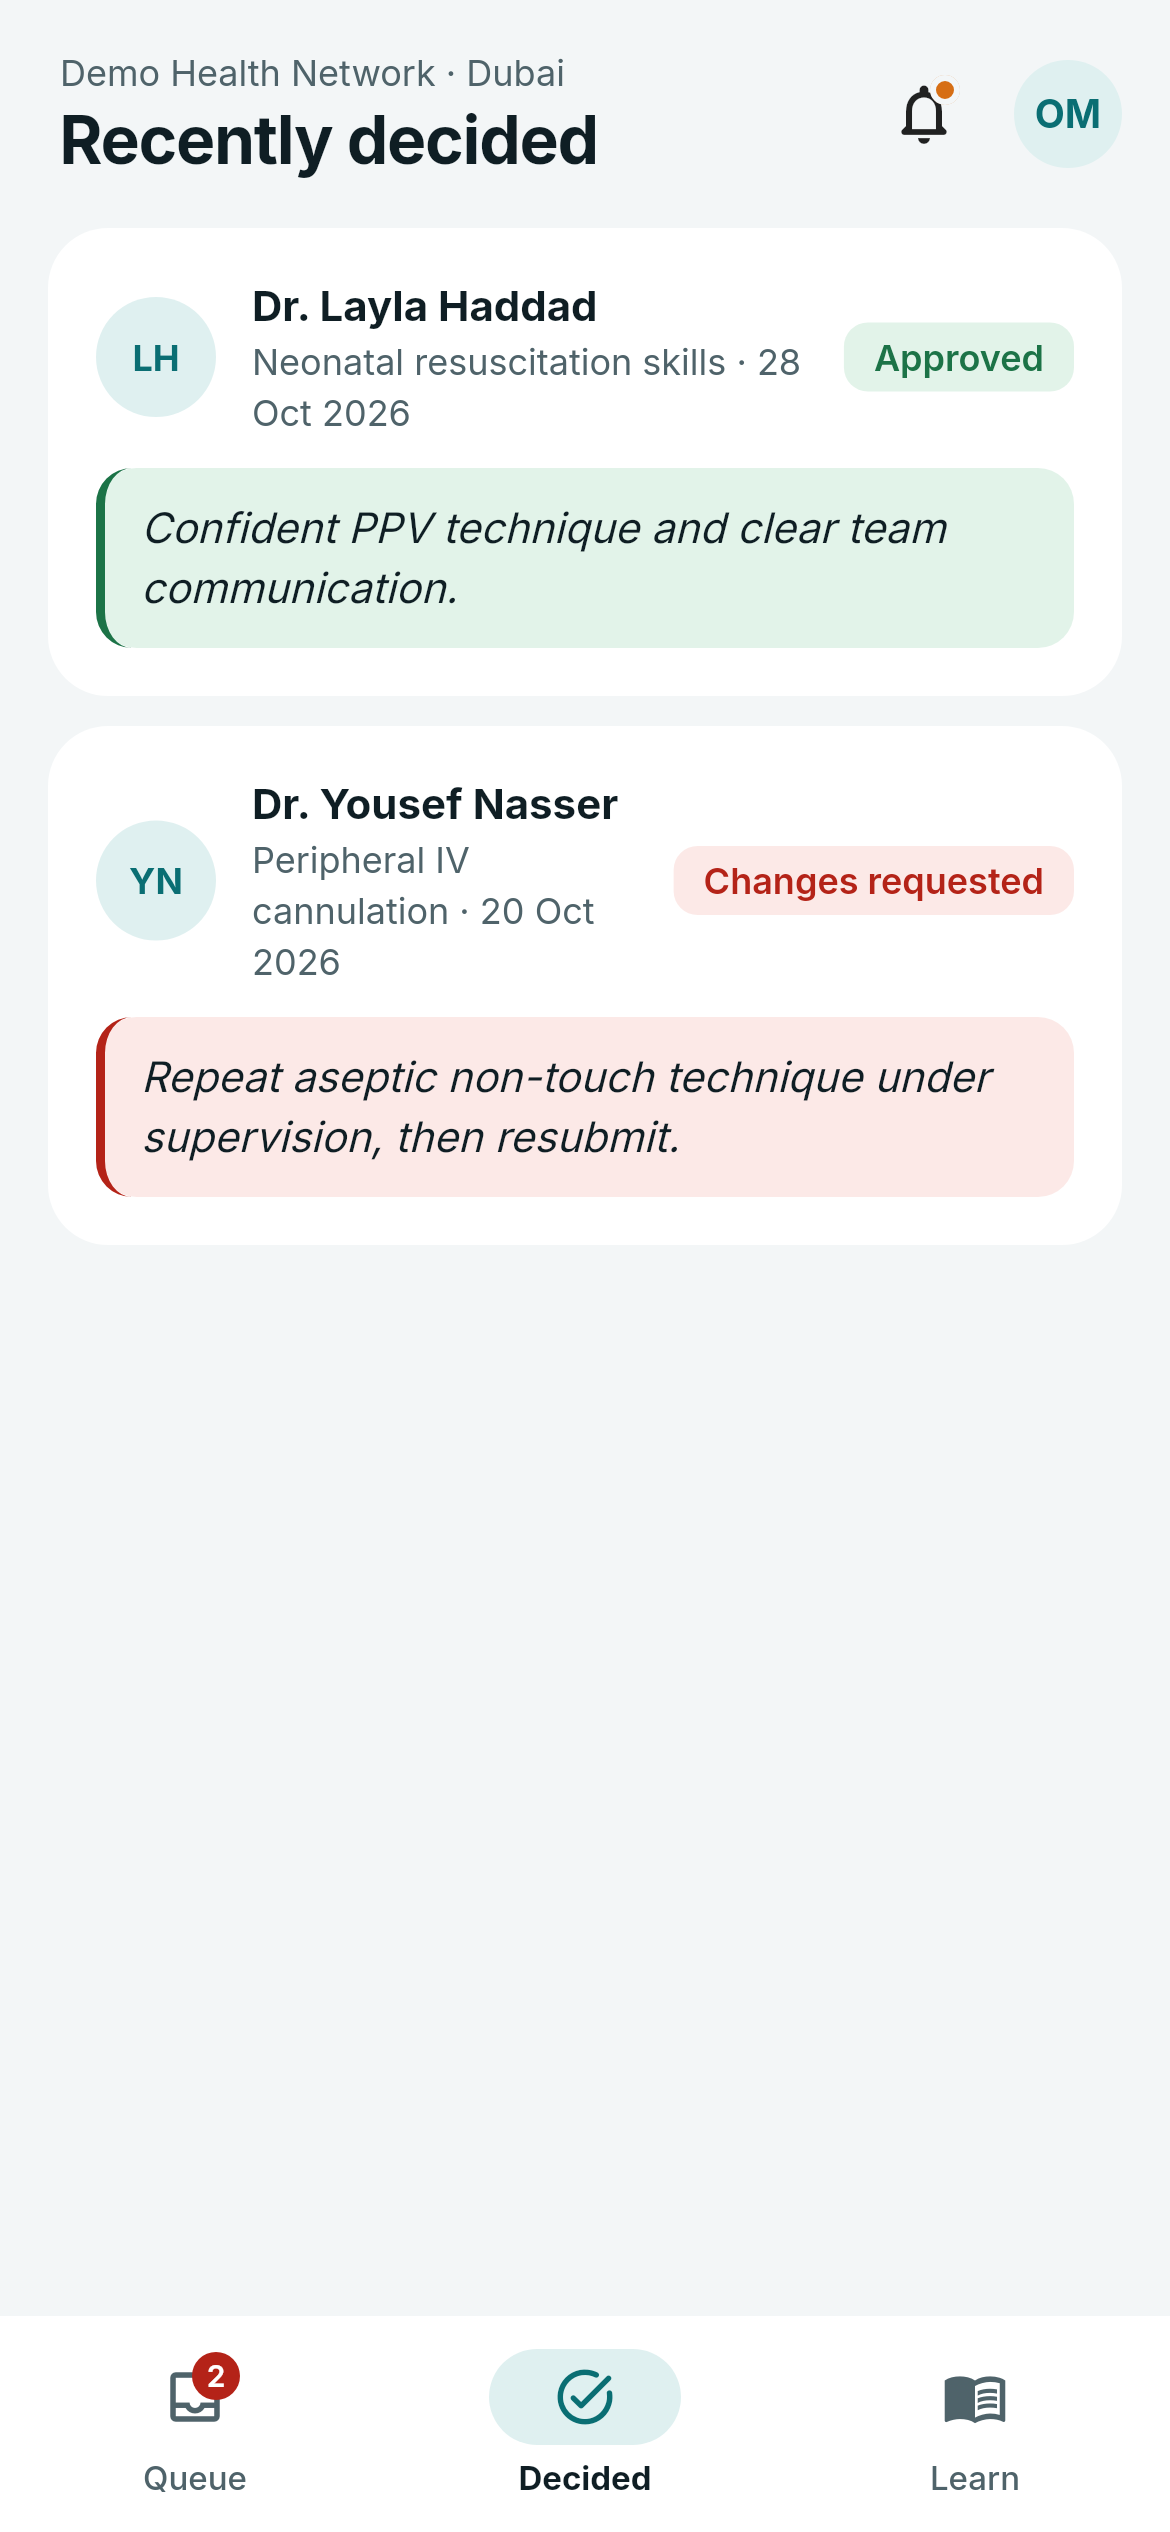 Demo Health Network · Dubai
Recently decided
OM
LH
Dr. Layla Haddad
Neonatal resuscitation skills · 28
Oct 2026
Approved
Confident PPV technique and clear team
communication.
YN
Dr. Yousef Nasser
Peripheral IV
cannulation · 20 Oct
2026
Changes requested
Repeat aseptic non-touch technique under
supervision, then resubmit.
2
Queue
Decided
Learn